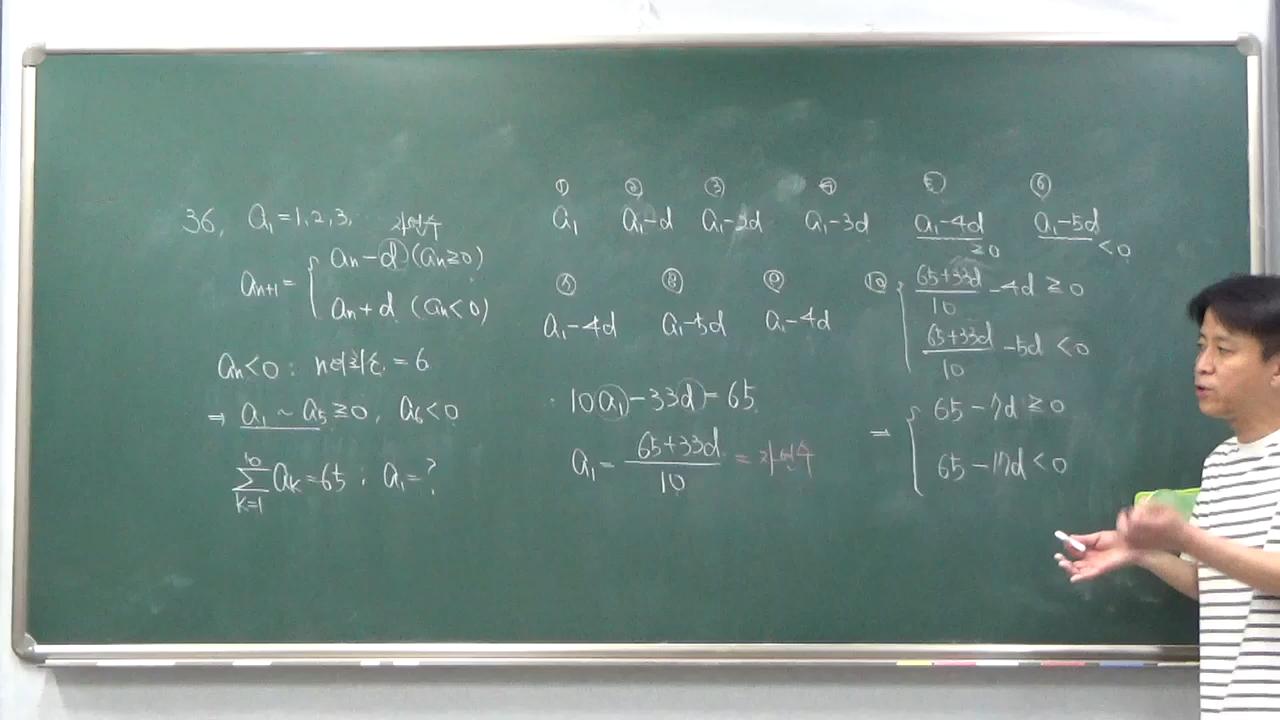 36. a₁ = 1, 2, 3, ⋯ 자연수
aₙ₊₁ = { aₙ - d (aₙ ≥ 0)
aₙ + d (aₙ < 0)
aₙ < 0 : n의 최소 = 6
⇒ a₁ ~ a₅ ≥ 0, a₆ < 0
∑_{k=1}^{10} aₖ = 65 ; a₁ = ?
① ② ③ ④ ⑤ ⑥
a₁ a₁-d a₁-2d a₁-3d a₁-4d ≥0 a₁-5d <0
⑧ ⑨ ⑩
a₁-4d a₁-5d a₁-4d
10a₁ - 33d = 65
a₁ = (65+33d)/10 = 자연수
{ (65+33d)/10 - 4d ≥ 0
(65+33d)/10 - 5d < 0
⇒ { 65 - 7d ≥ 0
65 - 17d < 0